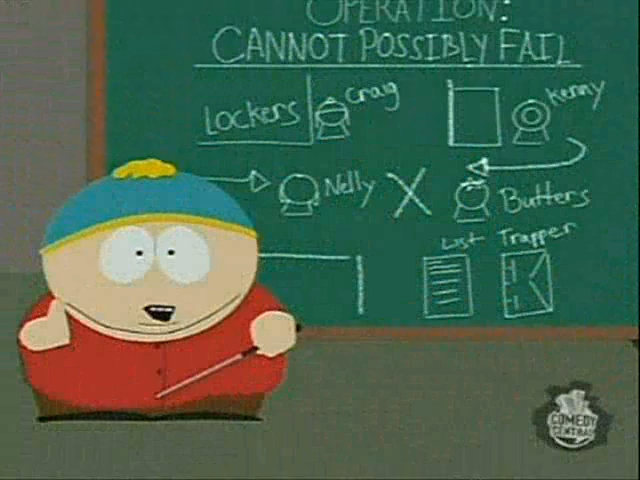 OPERATION:
CANNOT POSSIBLY FAIL
Lockers Craig Kenny
Nelly X Butters
List Trapper
COMEDY
CENTRAL